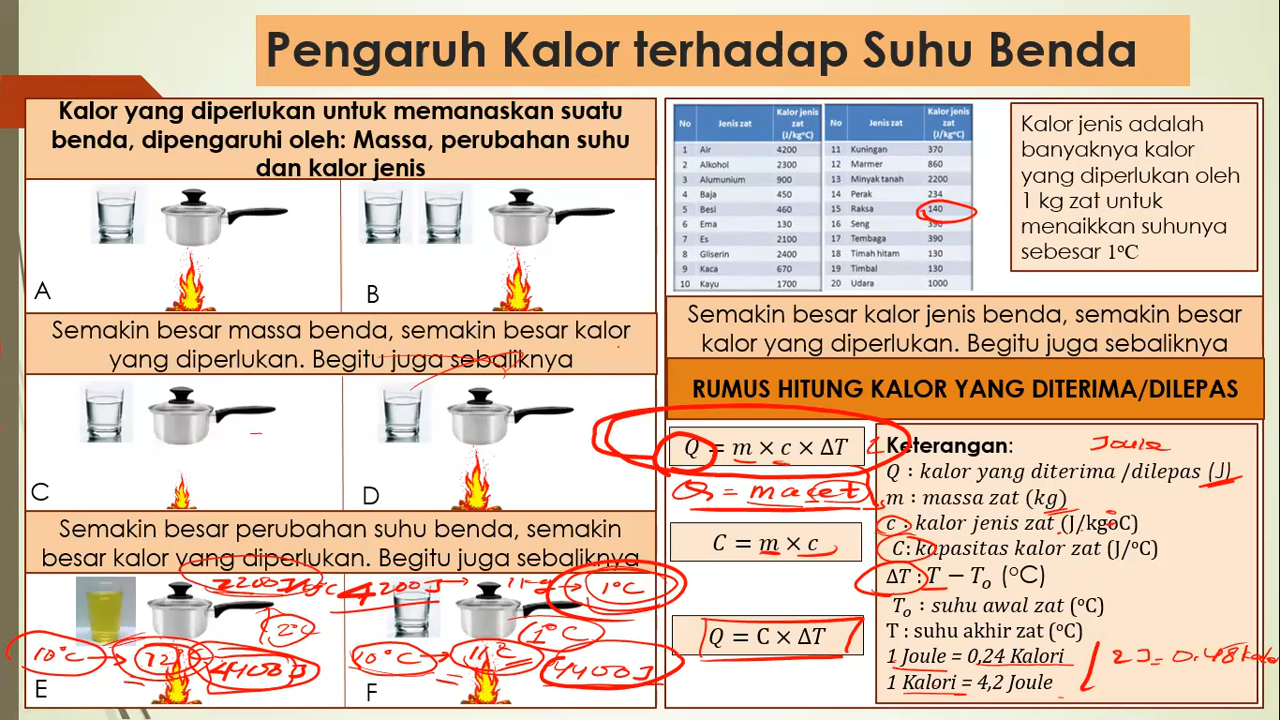 Pengaruh Kalor terhadap Suhu Benda
Kalor yang diperlukan untuk memanaskan suatu
benda, dipengaruhi oleh: Massa, perubahan suhu
dan kalor jenis
A
B
Semakin besar massa benda, semakin besar kalor
yang diperlukan. Begitu juga sebaliknya
C
D
Semakin besar perubahan suhu benda, semakin
besar kalor yang diperlukan. Begitu juga sebaliknya
4200J
1°C
2°C
1°C
10°C
12°C
4400J
10°C
11°C
4400J
E
F
No Jenis zat Kalor jenis zat (J/kg°C) No Jenis zat Kalor jenis zat (J/kg°C)
1 Air 4200 11 Kuningan 370
2 Alkohol 2300 12 Marmer 860
3 Alumunium 900 13 Minyak tanah 2200
4 Baja 450 14 Perak 234
5 Besi 460 15 Raksa 140
6 Ema 130 16 Seng 390
7 Es 2100 17 Tembaga 390
8 Gliserin 2400 18 Timah hitam 130
9 Kaca 670 19 Timbal 130
10 Kayu 1700 20 Udara 1000
Kalor jenis adalah
banyaknya kalor
yang diperlukan oleh
1 kg zat untuk
menaikkan suhunya
sebesar 1°C
Semakin besar kalor jenis benda, semakin besar
kalor yang diperlukan. Begitu juga sebaliknya
RUMUS HITUNG KALOR YANG DITERIMA/DILEPAS
Q = m × c × ΔT
Q = macet
C = m × c
Q = C × ΔT
Keterangan:
Joule
Q : kalor yang diterima /dilepas (J)
m : massa zat (kg)
c : kalor jenis zat (J/kg°C)
C: kapasitas kalor zat (J/°C)
ΔT : T − T₀ (°C)
T₀ : suhu awal zat (°C)
T : suhu akhir zat (°C)
1 Joule = 0,24 Kalori
1 Kalori = 4,2 Joule
2J = 0.48 kalo